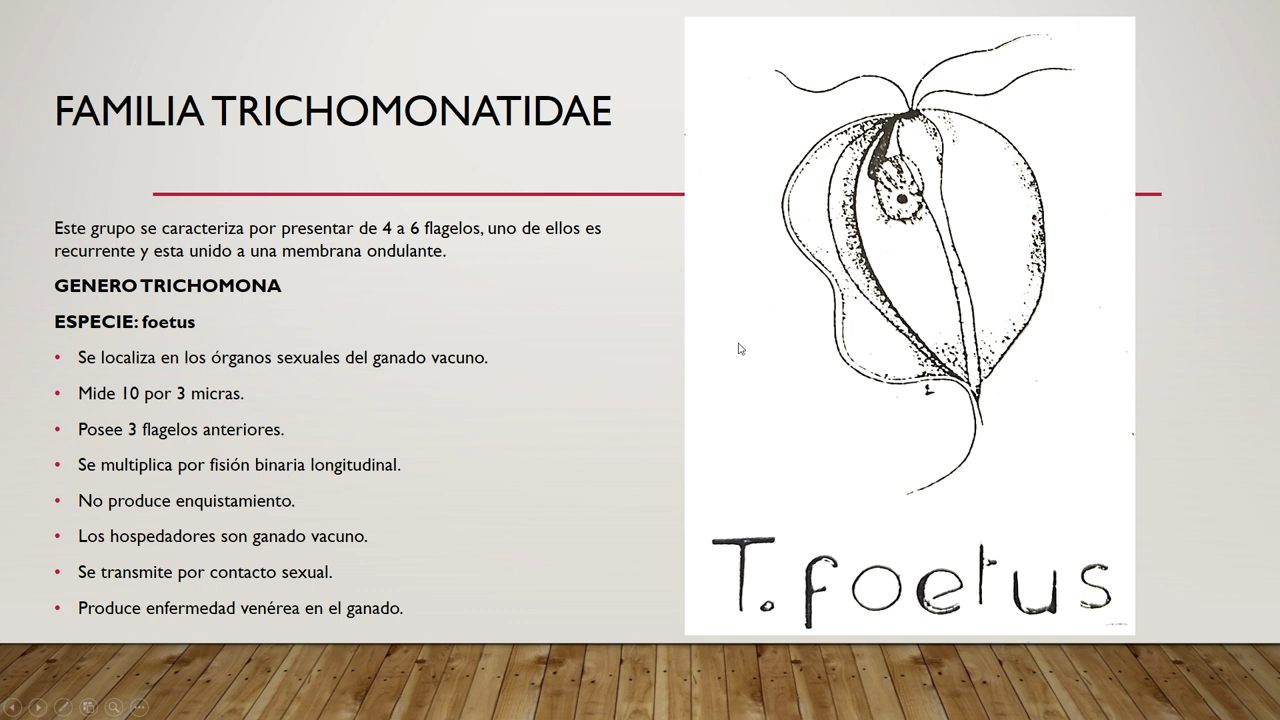 FAMILIA TRICHOMONATIDAE
Este grupo se caracteriza por presentar de 4 a 6 flagelos, uno de ellos es
recurrente y esta unido a una membrana ondulante.
GENERO TRICHOMONA
ESPECIE: foetus
• Se localiza en los órganos sexuales del ganado vacuno.
• Mide 10 por 3 micras.
• Posee 3 flagelos anteriores.
• Se multiplica por fisión binaria longitudinal.
• No produce enquistamiento.
• Los hospedadores son ganado vacuno.
• Se transmite por contacto sexual.
• Produce enfermedad venérea en el ganado.
T. foetus